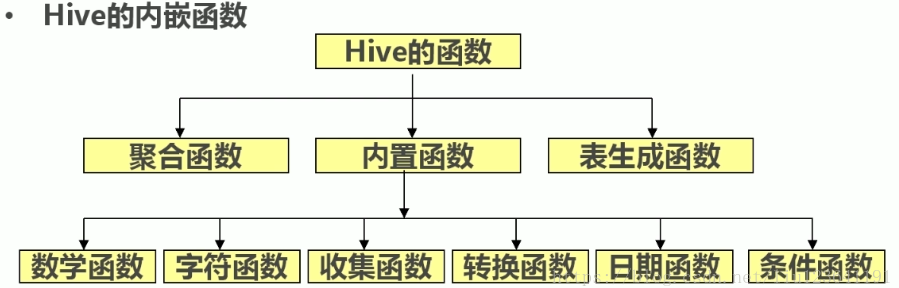 • Hive的内嵌函数
Hive的函数
聚合函数 内置函数 表生成函数
数学函数 字符函数 收集函数 转换函数 日期函数 条件函数